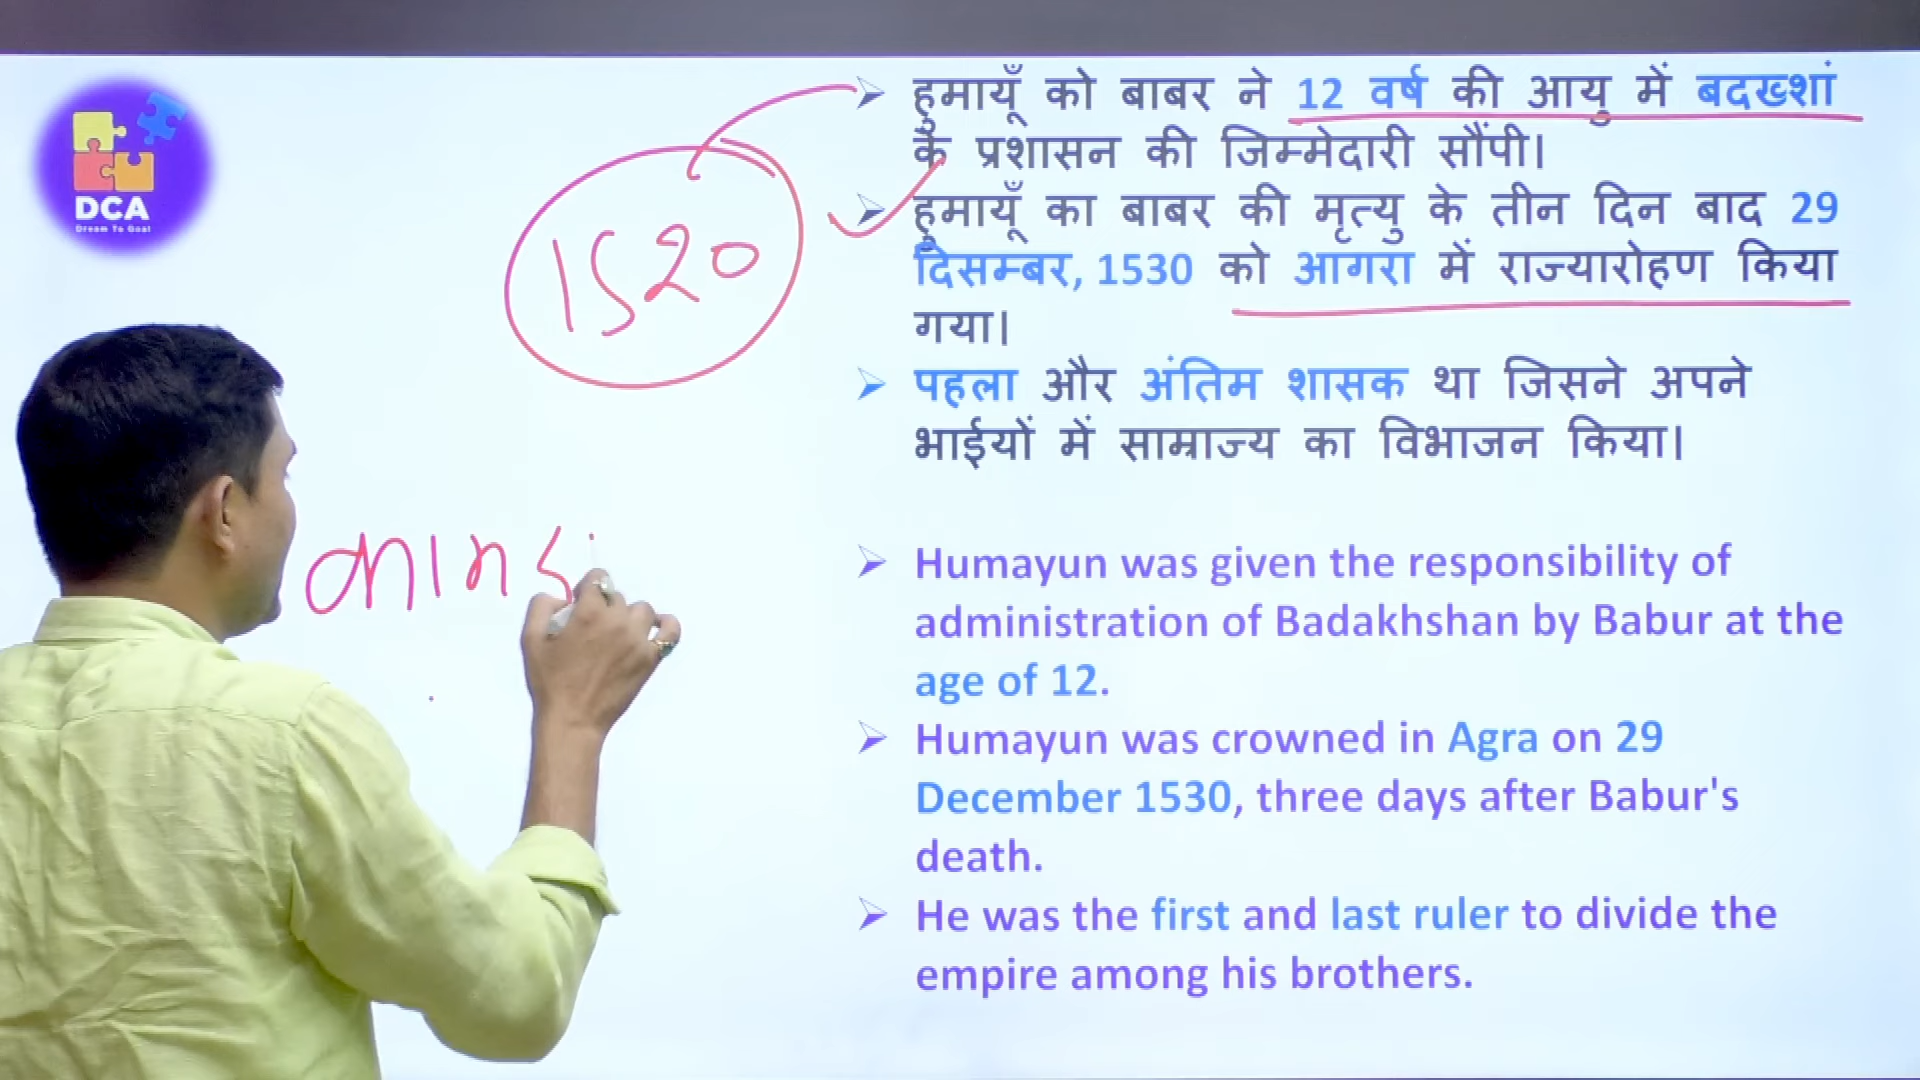 DCA
Dream To Goal
हुमायूँ को बाबर ने 12 वर्ष की आयु में बदख्शां
के प्रशासन की जिम्मेदारी सौंपी।
हुमायूँ का बाबर की मृत्यु के तीन दिन बाद 29
दिसम्बर, 1530 को आगरा में राज्यारोहण किया
गया।
पहला और अंतिम शासक था जिसने अपने
भाईयों में साम्राज्य का विभाजन किया।
1520
Humayun was given the responsibility of
administration of Badakhshan by Babur at the
age of 12.
Humayun was crowned in Agra on 29
December 1530, three days after Babur's
death.
He was the first and last ruler to divide the
empire among his brothers.